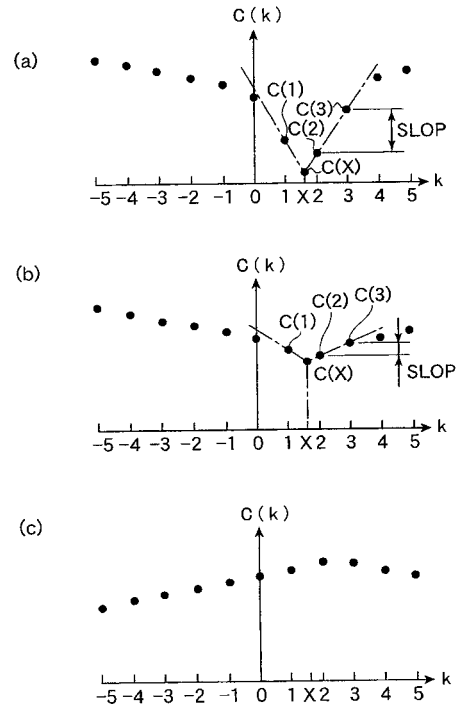 (a)
C(k)
C(1)
C(3)
C(2)
SLOP
C(X)
-5 -4 -3 -2 -1 0 1 X 2 3 4 5 k
(b)
C(k)
C(1)
C(2)
C(3)
C(X)
SLOP
-5 -4 -3 -2 -1 0 1 X 2 3 4 5 k
(c)
C(k)
-5 -4 -3 -2 -1 0 1 X 2 3 4 5 k